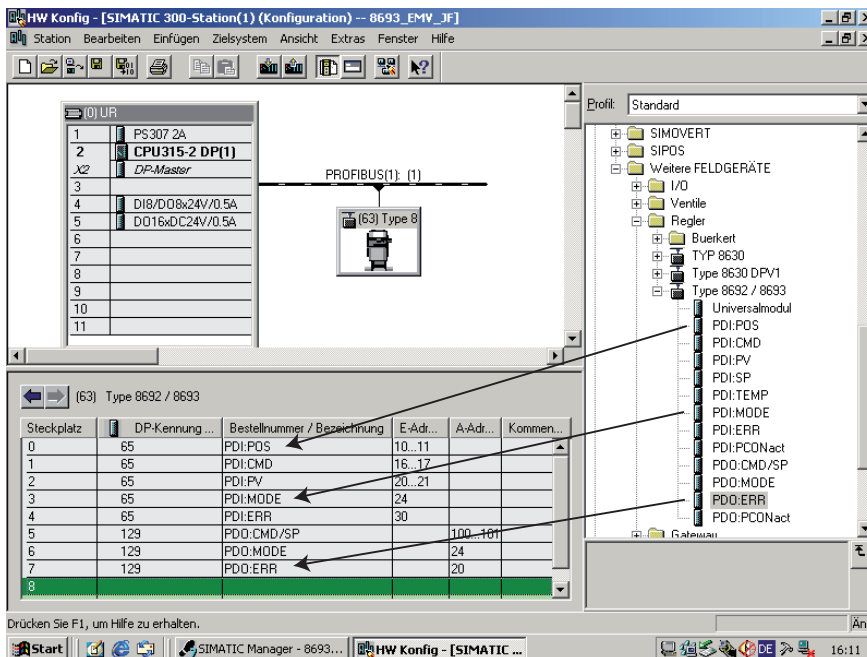 HW Konfig - [SIMATIC 300-Station(1) (Konfiguration) -- 8693_EMV_JF]
Station Bearbeiten Einfügen Zielsystem Ansicht Extras Fenster Hilfe
(0) UR
1 PS307 2A
2 CPU315-2 DP(1)
X2 DP-Master
3
4 DI8/DO8x24V/0.5A
5 DO16xDC24V/0.5A
6
7
8
9
10
11
PROFIBUS(1): (1)
(63) Type 8
Profil: Standard
SIMOVERT
SIPOS
Weitere FELDGERÄTE
I/O
Ventile
Regler
Buerkert
TYP 8630
Type 8630 DPV1
Type 8692 / 8693
Universalmodul
PDI:POS
PDI:CMD
PDI:PV
PDI:SP
PDI:TEMP
PDI:MODE
PDI:ERR
PDI:PCONact
PDO:CMD/SP
PDO:MODE
PDO:ERR
PDO:PCONact
Gateway
(63) Type 8692 / 8693
Steckplatz DP-Kennung ... Bestellnummer / Bezeichnung E-Adr... A-Adr... Kommen...
0 65 PDI:POS 10...11
1 65 PDI:CMD 16...17
2 65 PDI:PV 20...21
3 65 PDI:MODE 24
4 65 PDI:ERR 30
5 129 PDO:CMD/SP 100...101
6 129 PDO:MODE 24
7 129 PDO:ERR 20
8
Drücken Sie F1, um Hilfe zu erhalten.
Än
Start SIMATIC Manager - 8693... HW Konfig - [SIMATIC ... DE 16:11